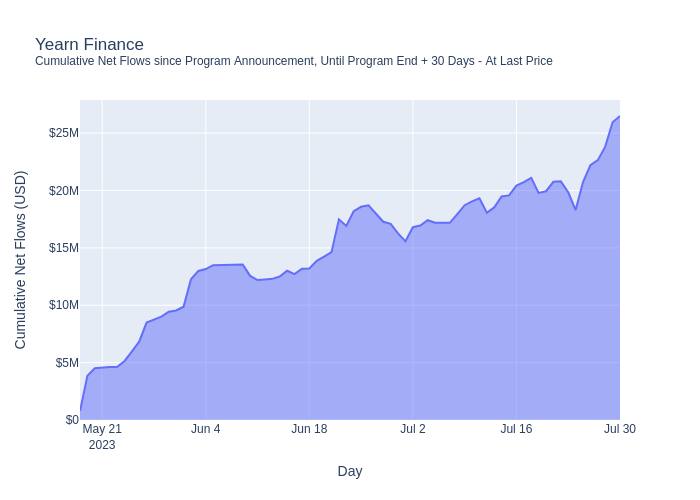 Yearn Finance
Cumulative Net Flows since Program Announcement, Until Program End + 30 Days - At Last Price
Cumulative Net Flows (USD)
$25M
$20M
$15M
$10M
$5M
$0
May 21
2023
Jun 4
Jun 18
Jul 2
Jul 16
Jul 30
Day